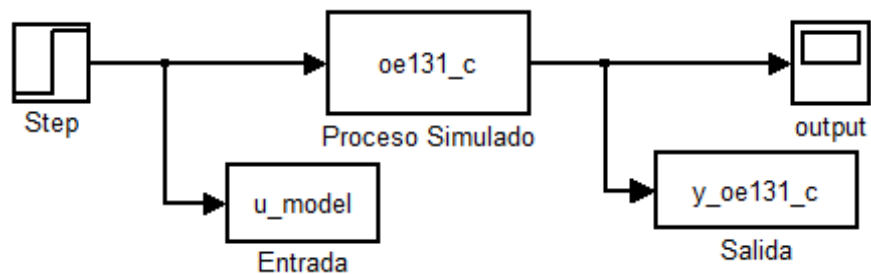 oe131_c
Step
Proceso Simulado
output
u_model
Entrada
y_oe131_c
Salida